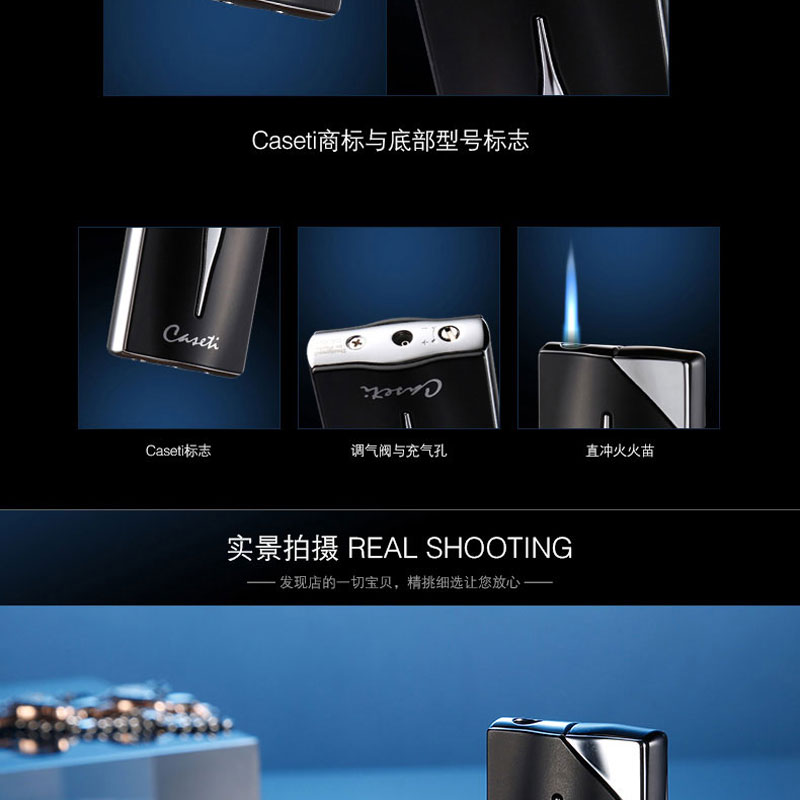 Caseti商标与底部型号标志
Caseti
Caseti
Caseti标志
调气阀与充气孔
直冲火火苗
实景拍摄 REAL SHOOTING
—— 发现店的一切宝贝，精挑细选让您放心 ——